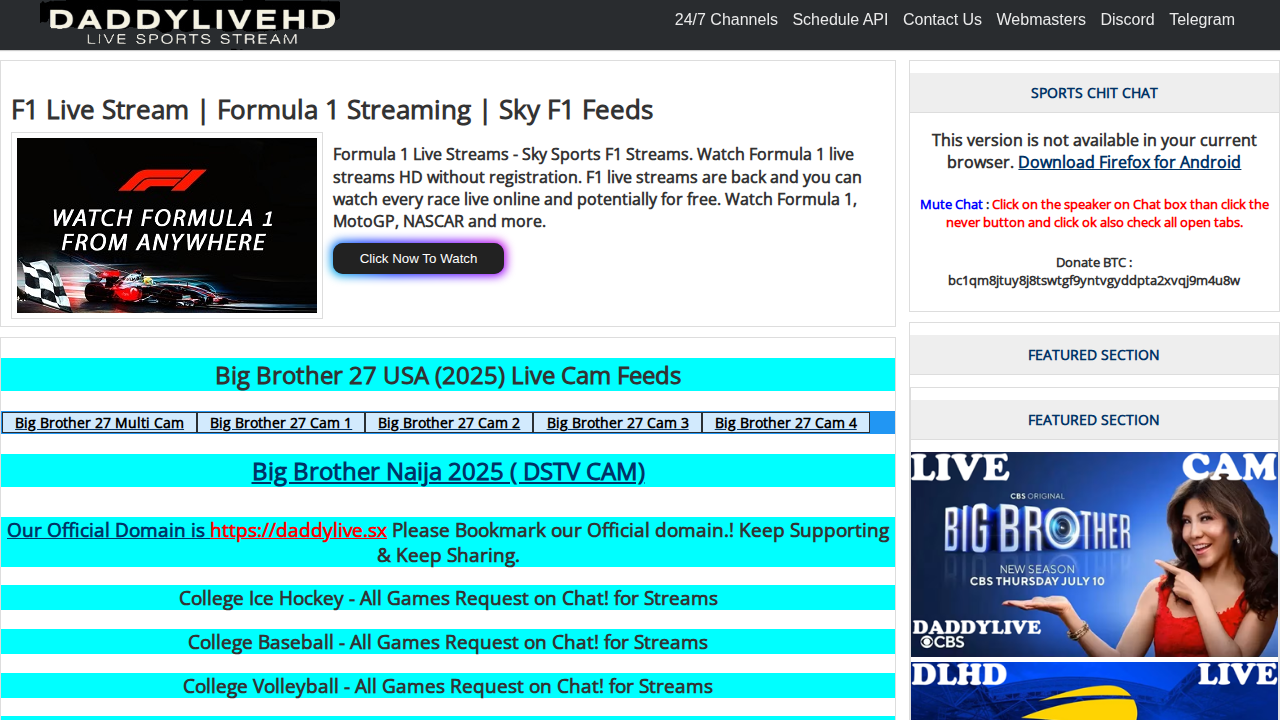 DADDYLIVEHD
LIVE SPORTS STREAM
24/7 Channels
Schedule API
Contact Us
Webmasters
Discord
Telegram
F1 Live Stream | Formula 1 Streaming | Sky F1 Feeds
WATCH FORMULA 1
FROM ANYWHERE
Formula 1 Live Streams - Sky Sports F1 Streams. Watch Formula 1 live
streams HD without registration. F1 live streams are back and you can
watch every race live online and potentially for free. Watch Formula 1,
MotoGP, NASCAR and more.
Click Now To Watch
Big Brother 27 USA (2025) Live Cam Feeds
Big Brother 27 Multi Cam
Big Brother 27 Cam 1
Big Brother 27 Cam 2
Big Brother 27 Cam 3
Big Brother 27 Cam 4
Big Brother Naija 2025 ( DSTV CAM)
Our Official Domain is https://daddylive.sx Please Bookmark our Official domain.! Keep Supporting
& Keep Sharing.
College Ice Hockey - All Games Request on Chat! for Streams
College Baseball - All Games Request on Chat! for Streams
College Volleyball - All Games Request on Chat! for Streams
SPORTS CHIT CHAT
This version is not available in your current
browser. Download Firefox for Android
Mute Chat : Click on the speaker on Chat box than click the
never button and click ok also check all open tabs.
Donate BTC :
bc1qm8jtuy8j8tswtgf9yntvgyddpta2xvqj9m4u8w
FEATURED SECTION
FEATURED SECTION
LIVE CAM
CBS ORIGINAL
BIG BROTHER
NEW SEASON
CBS THURSDAY JULY 10
DADDYLIVE
CBS
DLHD LIVE